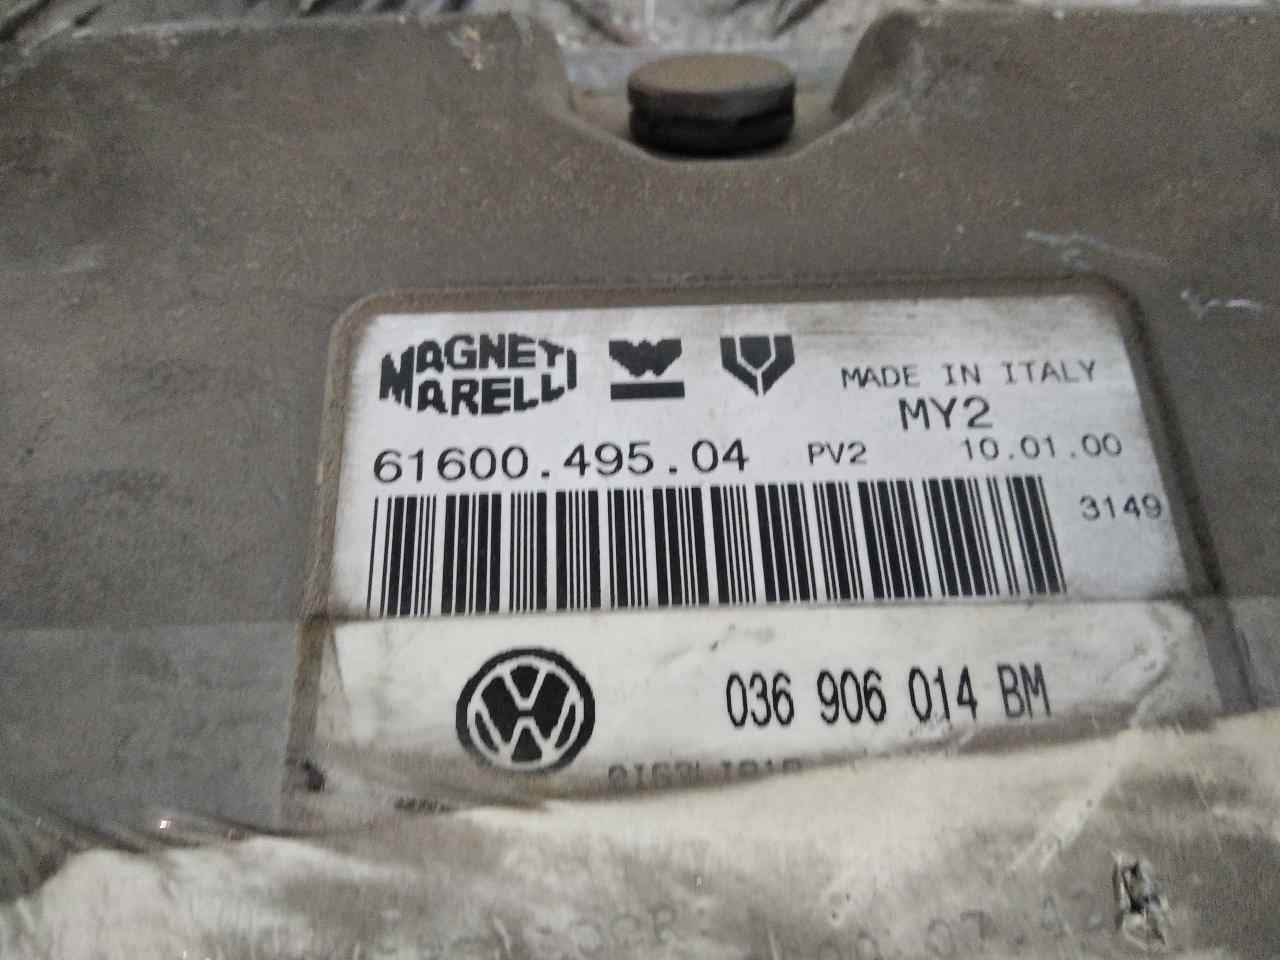 MAGNETI
MARELLI
MADE IN ITALY
MY2
61600.495.04 PV2 10.01.00
3149
036 906 014 BM